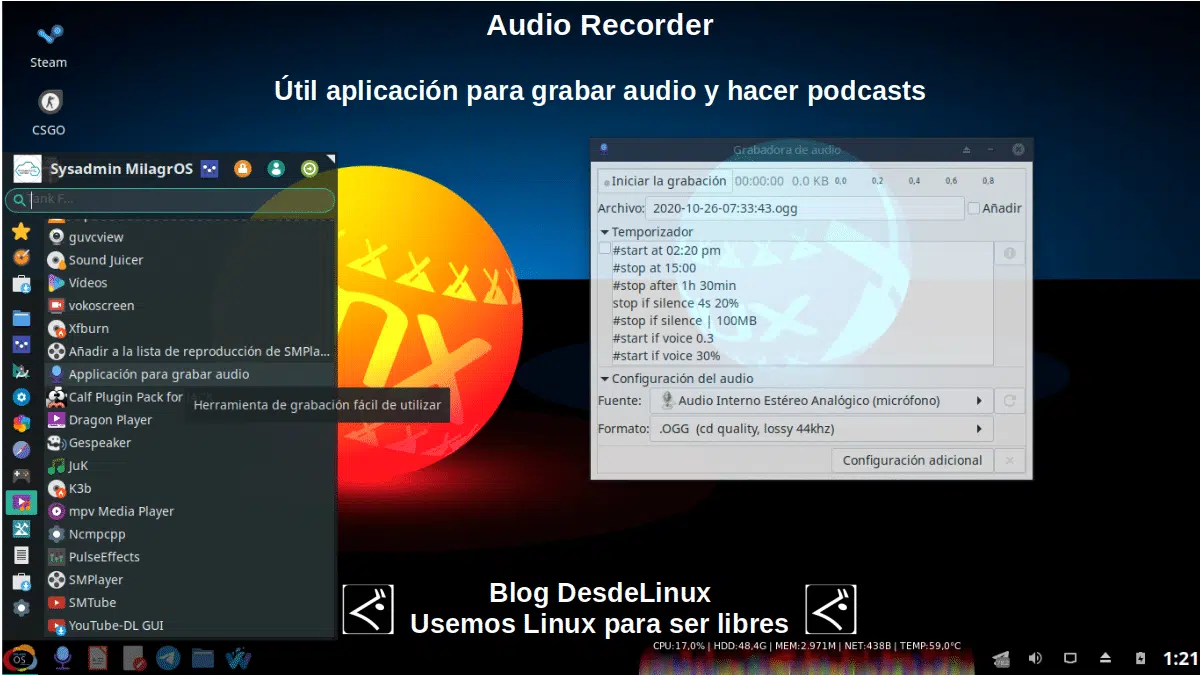 Audio Recorder
Útil aplicación para grabar audio y hacer podcasts
Steam
CSGO
Sysadmin MilagrOS
guvcview
Sound Juicer
Vídeos
vokoscreen
Xfburn
Añadir a la lista de reproducción de SMPla...
Applicación para grabar audio
Calf Plugin Pack for
Herramienta de grabación fácil de utilizar
Dragon Player
Gespeaker
JuK
K3b
mpv Media Player
Ncmpcpp
PulseEffects
SMPlayer
SMTube
YouTube-DL GUI
Grabadora de audio
Iniciar la grabación 00:00:00 0.0 KB 0,0 0,2 0,4 0,6 0,8
Archivo: 2020-10-26-07:33:43.ogg Añadir
Temporizador
#start at 02:20 pm
#stop at 15:00
#stop after 1h 30min
stop if silence 4s 20%
#stop if silence | 100MB
#start if voice 0.3
#start if voice 30%
Configuración del audio
Fuente: Audio Interno Estéreo Analógico (micrófono)
Formato: .OGG (cd quality, lossy 44khz)
Configuración adicional
Blog DesdeLinux
Usemos Linux para ser libres
CPU:17,0% | HDD:48,4G | MEM:2.971M | NET:438B | TEMP:59,0°C
OS
1:21